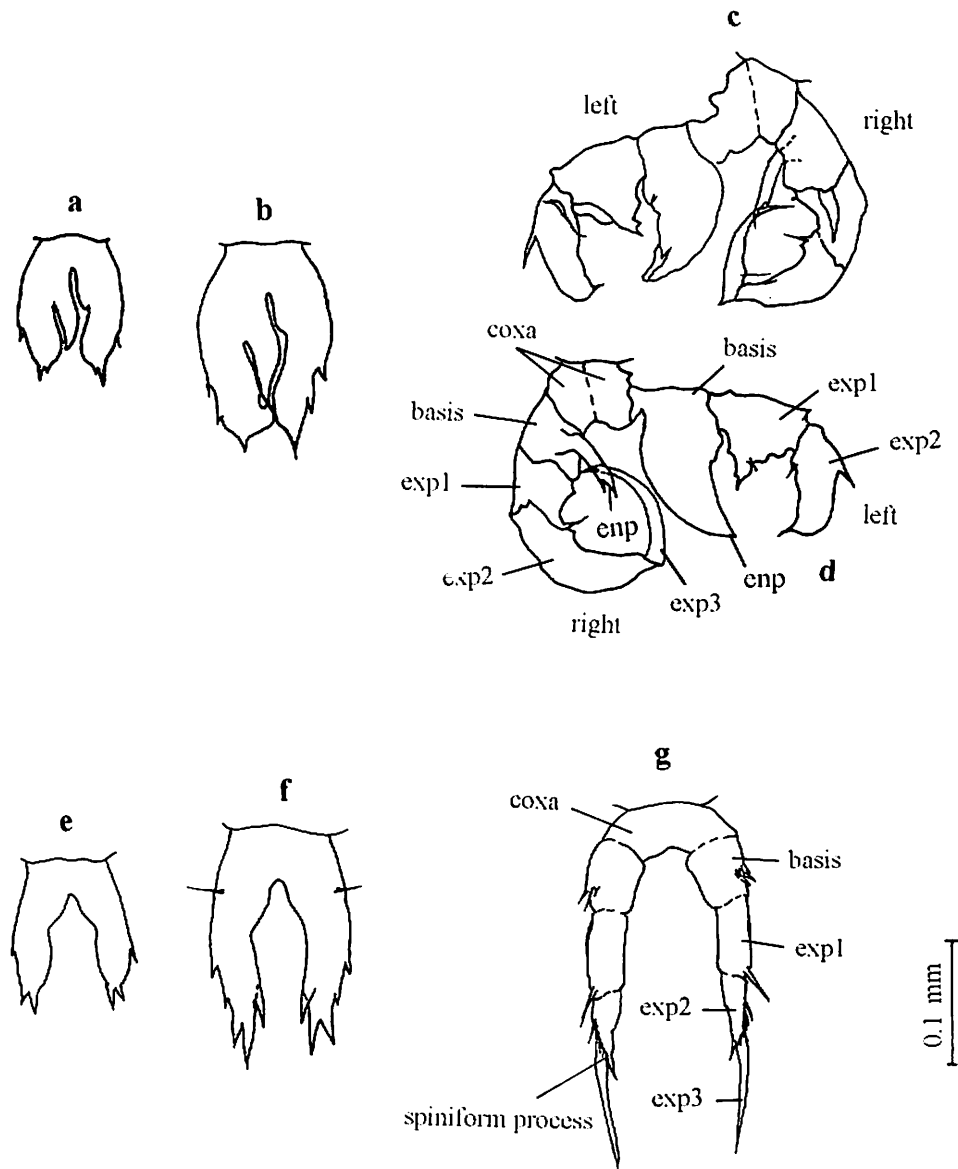 c
left
right
a
b
coxa
basis
basis
exp1
exp2
exp1
enp
left
exp2
exp3
enp
d
right
g
f
e
coxa
basis
exp1
exp2
exp3
spiniform process
0.1 mm